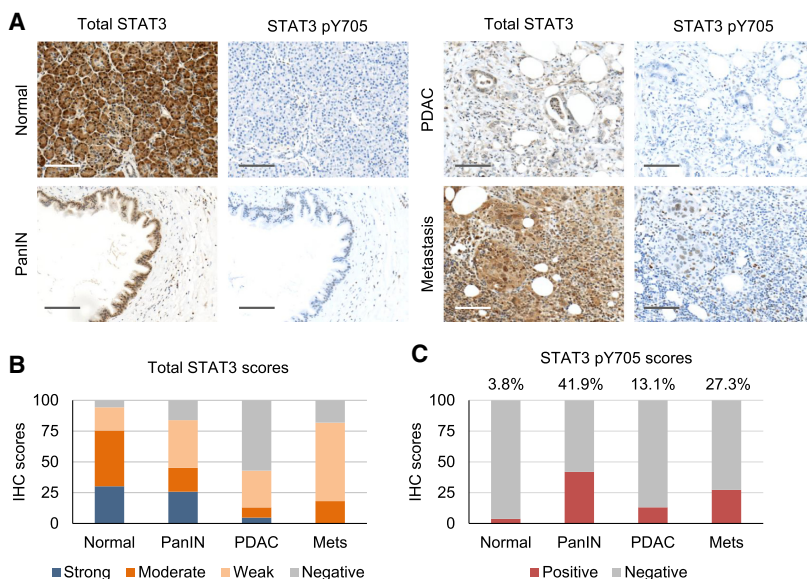 A
Total STAT3
STAT3 pY705
Total STAT3
STAT3 pY705
Normal
PDAC
PanIN
Metastasis
B
Total STAT3 scores
IHC scores
100
75
50
25
0
Normal PanIN PDAC Mets
Strong Moderate Weak Negative
C
STAT3 pY705 scores
3.8% 41.9% 13.1% 27.3%
IHC scores
100
75
50
25
0
Normal PanIN PDAC Mets
Positive Negative